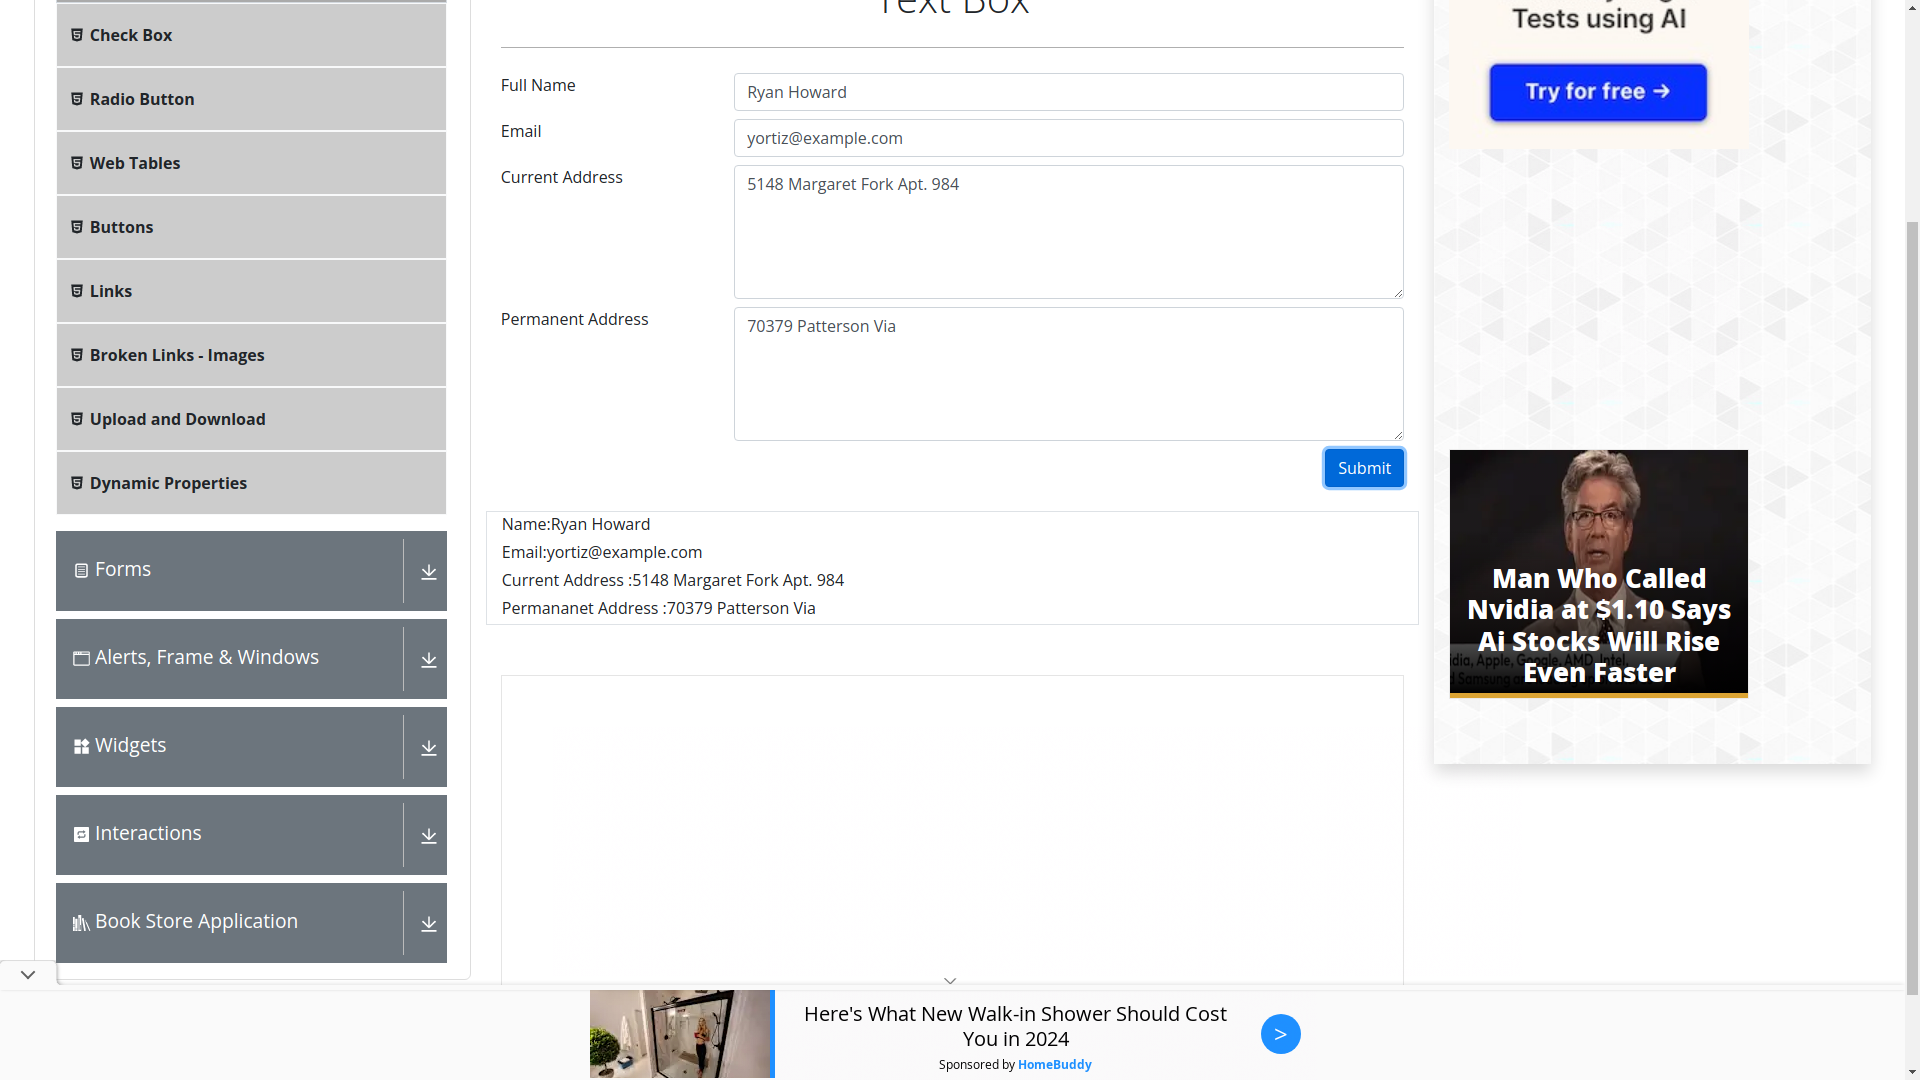 Text Box
Check Box
Radio Button
Web Tables
Buttons
Links
Broken Links - Images
Upload and Download
Dynamic Properties
Forms
Alerts, Frame & Windows
Widgets
Interactions
Book Store Application
Full Name
Ryan Howard
Email
yortiz@example.com
Current Address
5148 Margaret Fork Apt. 984
Permanent Address
70379 Patterson Via
Submit
Name:Ryan Howard
Email:yortiz@example.com
Current Address :5148 Margaret Fork Apt. 984
Permananet Address :70379 Patterson Via
Tests using AI
Try for free →
Man Who Called
Nvidia at $1.10 Says
Ai Stocks Will Rise
Even Faster
Here's What New Walk-in Shower Should Cost
You in 2024
Sponsored by HomeBuddy
>